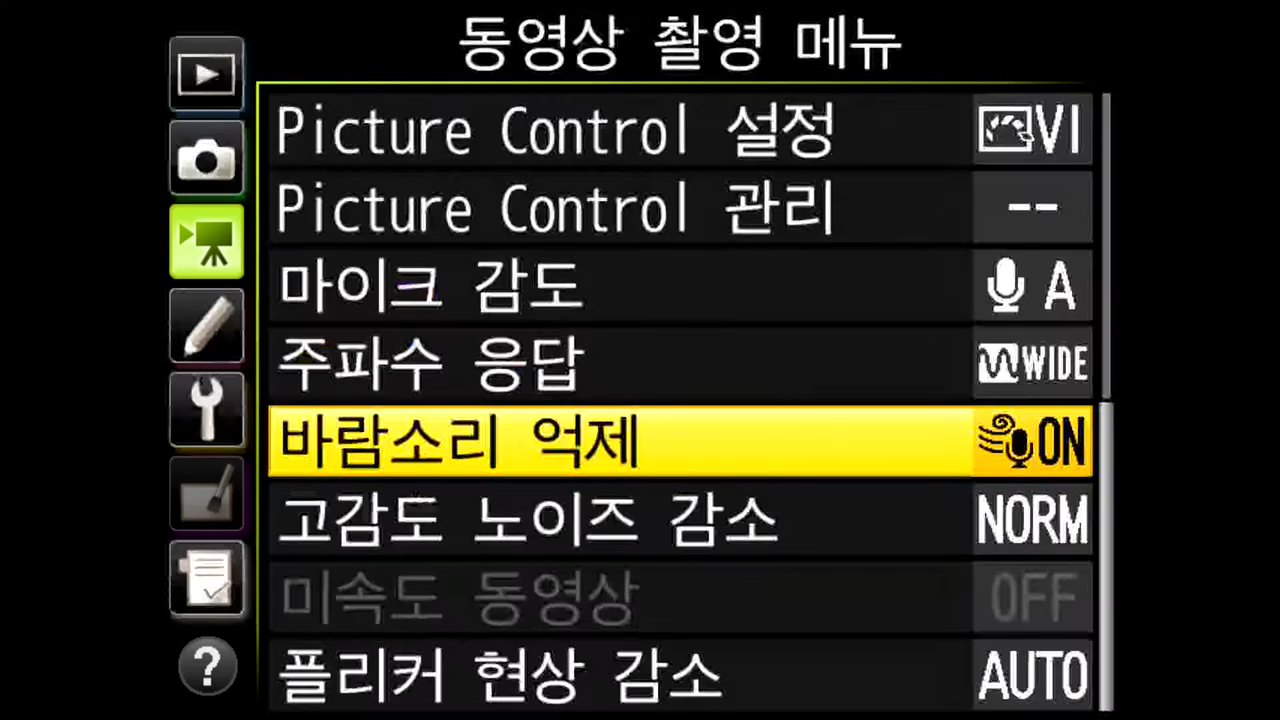 동영상 촬영 메뉴
Picture Control 설정 VI
Picture Control 관리 --
마이크 감도 A
주파수 응답 WIDE
바람소리 억제 ON
고감도 노이즈 감소 NORM
미속도 동영상 OFF
플리커 현상 감소 AUTO
?